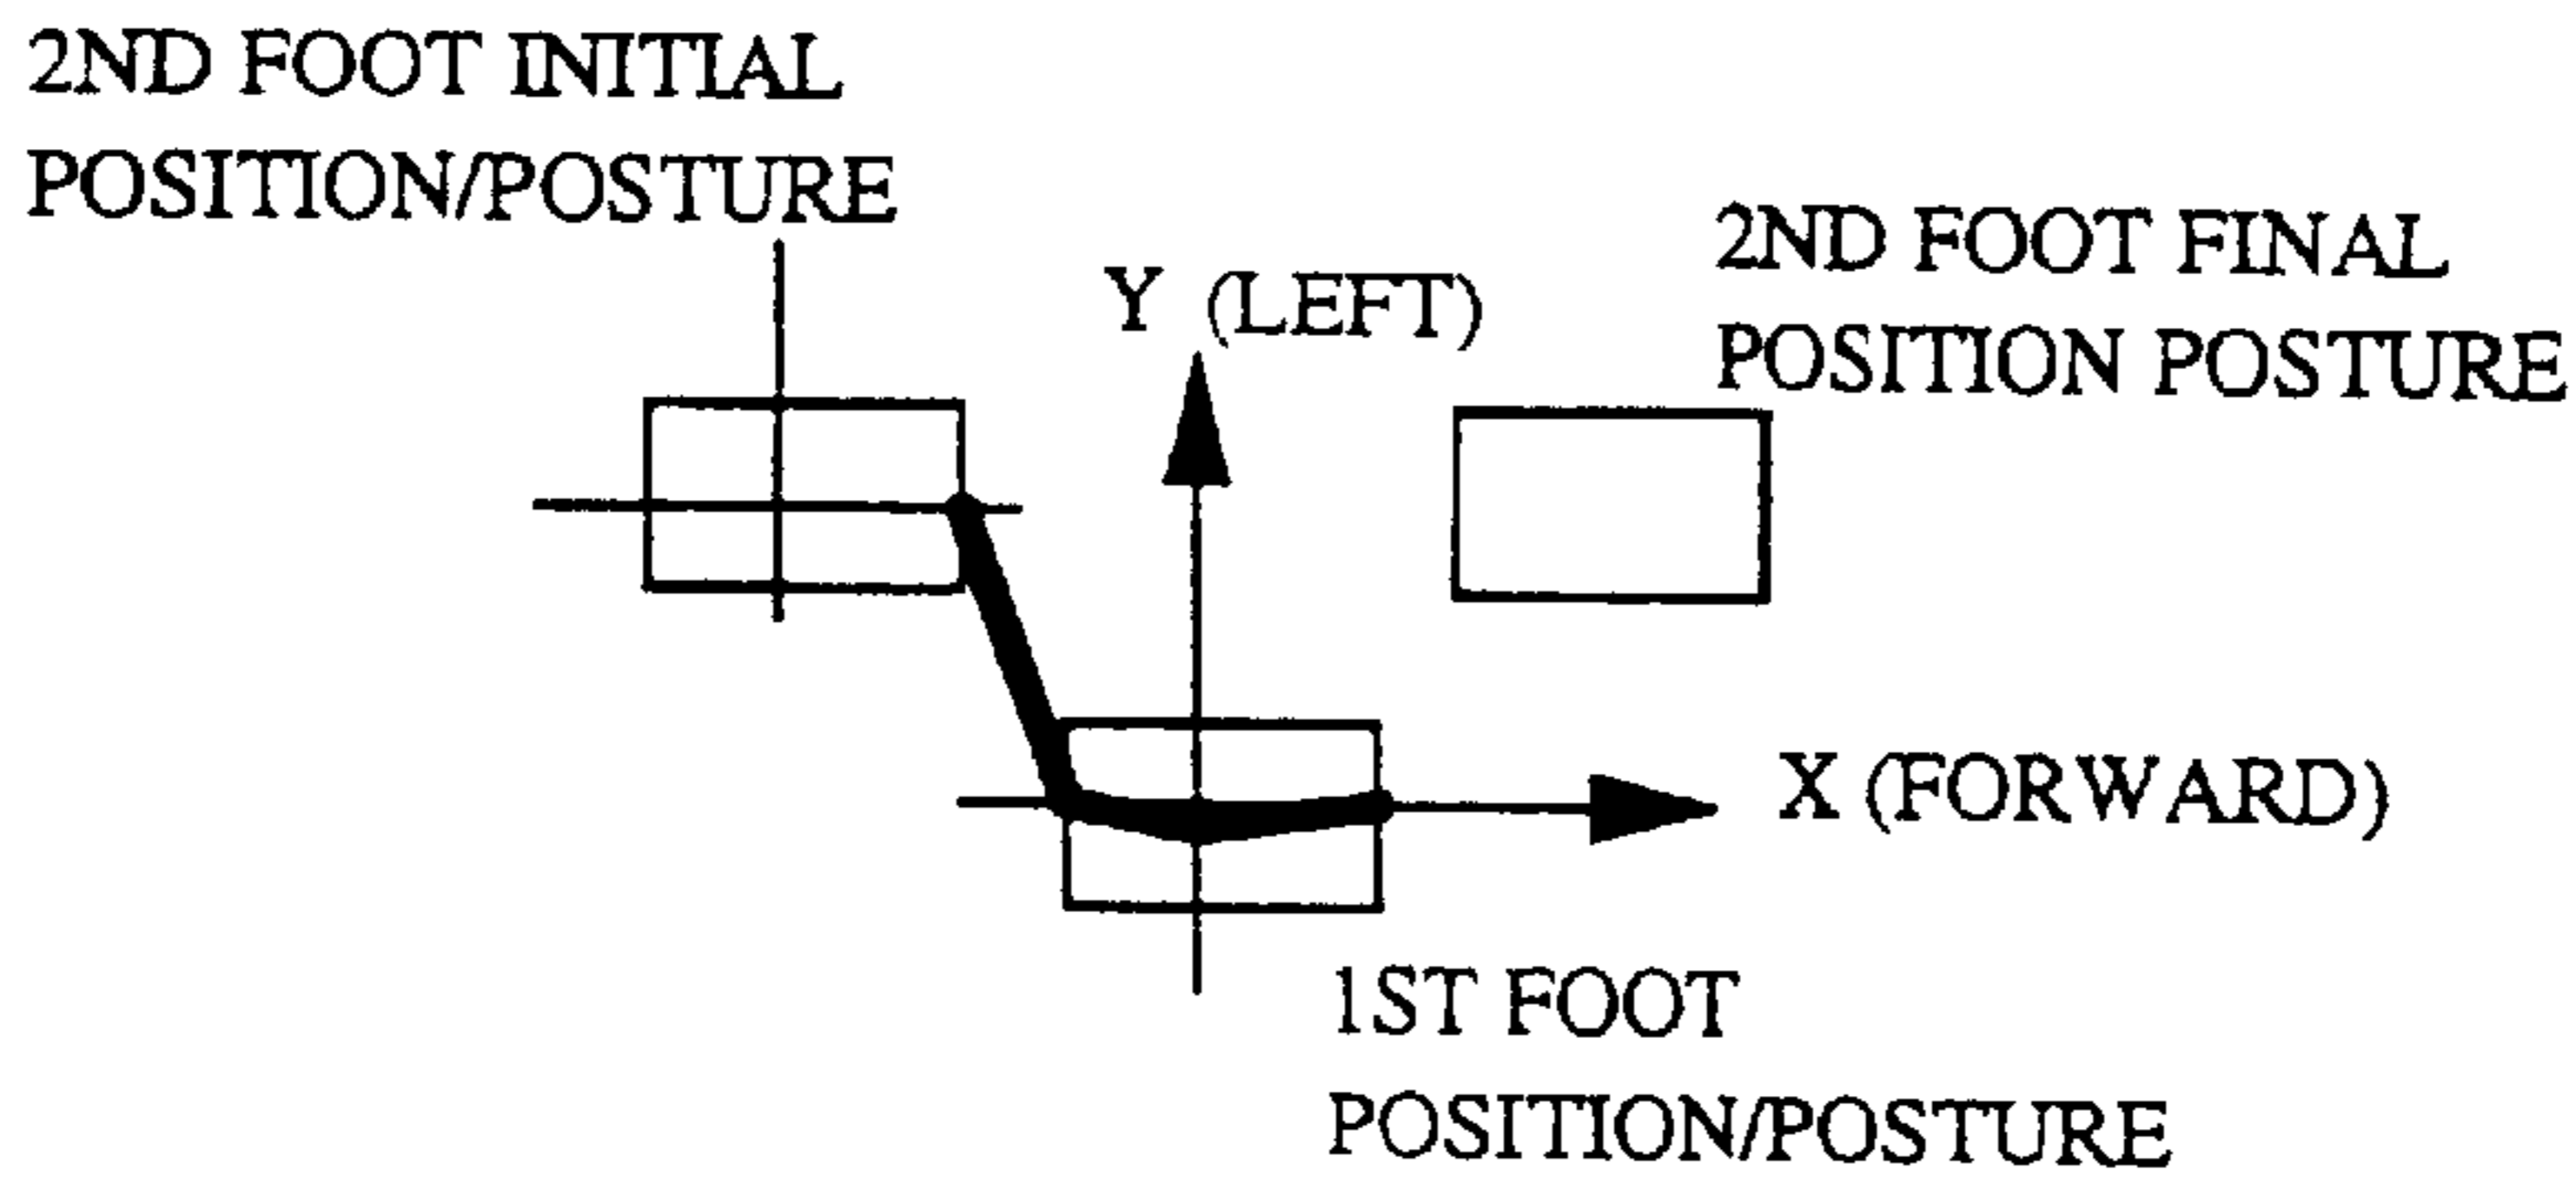 2ND FOOT INITIAL
POSITION/POSTURE
2ND FOOT FINAL
POSITION POSTURE
Y (LEFT)
X (FORWARD)
1ST FOOT
POSITION/POSTURE